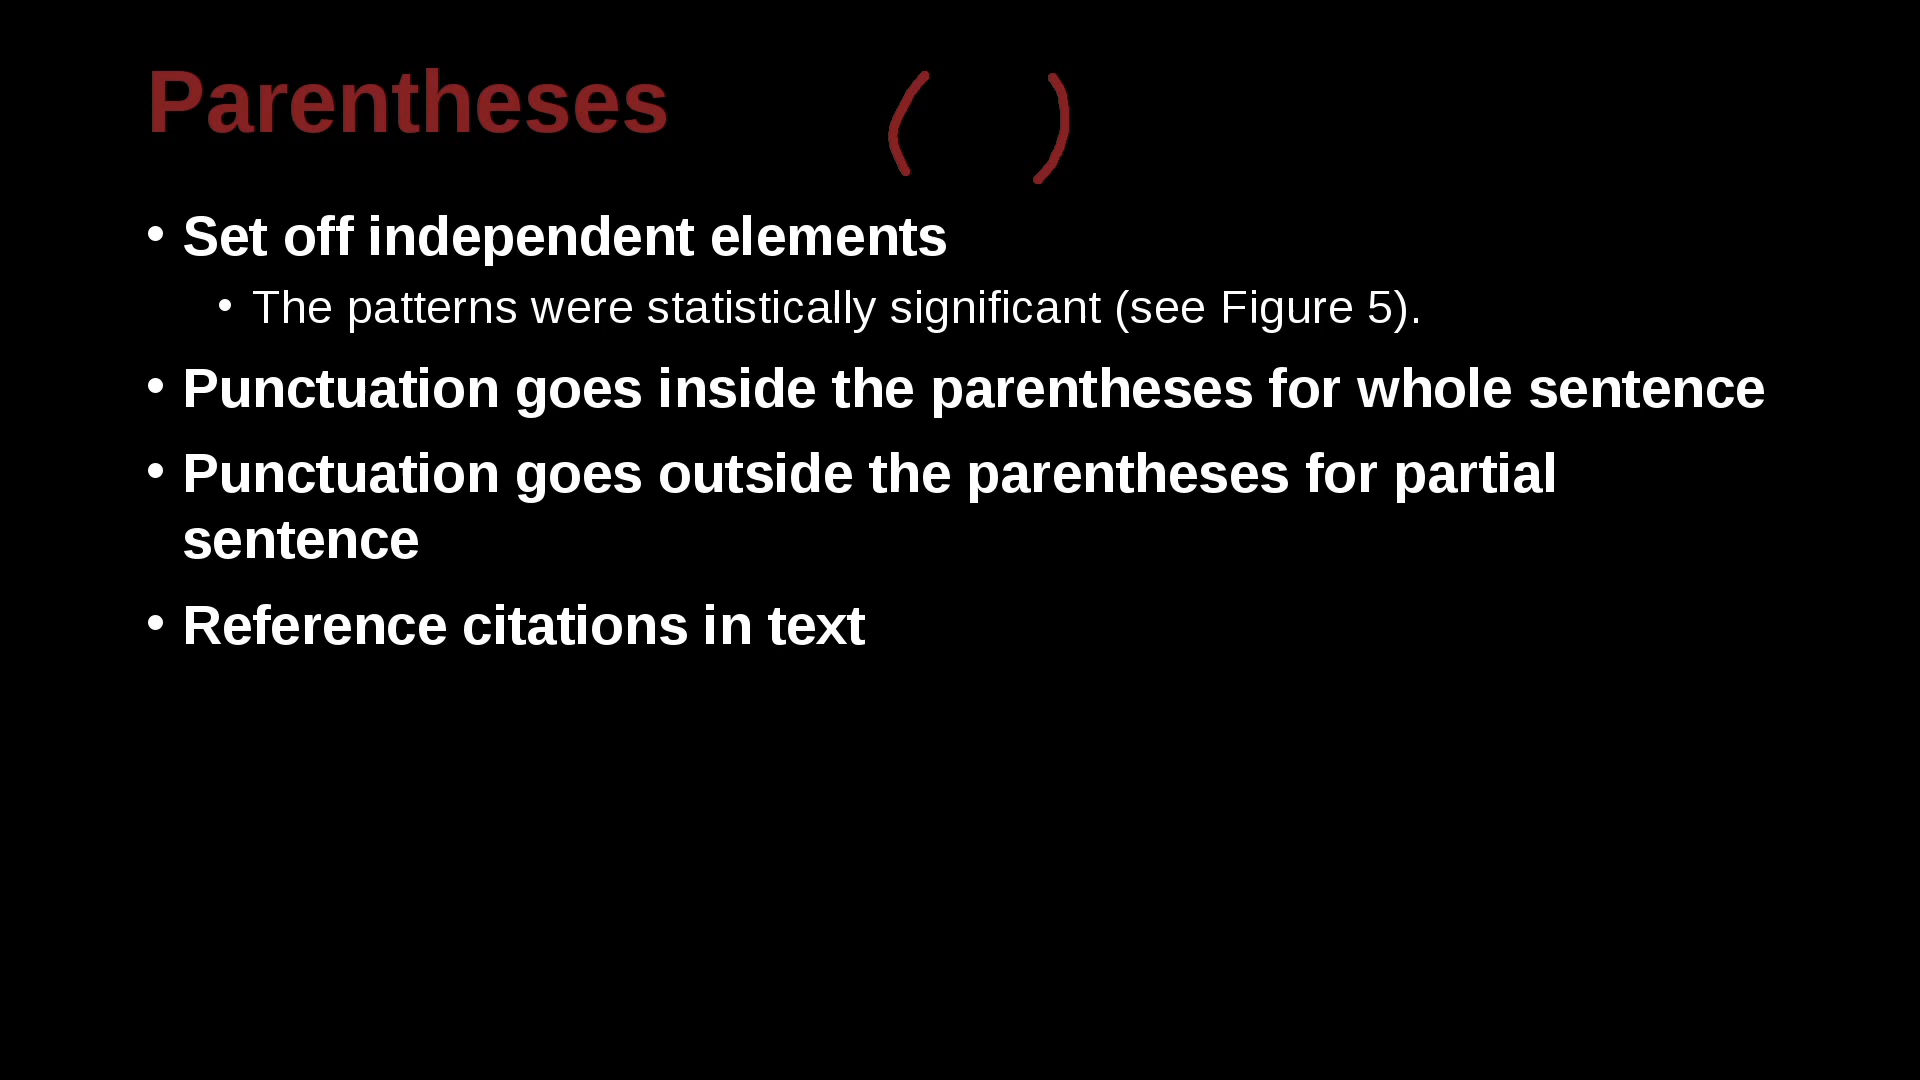 Parentheses ( )
• Set off independent elements
• The patterns were statistically significant (see Figure 5).
• Punctuation goes inside the parentheses for whole sentence
• Punctuation goes outside the parentheses for partial
sentence
• Reference citations in text